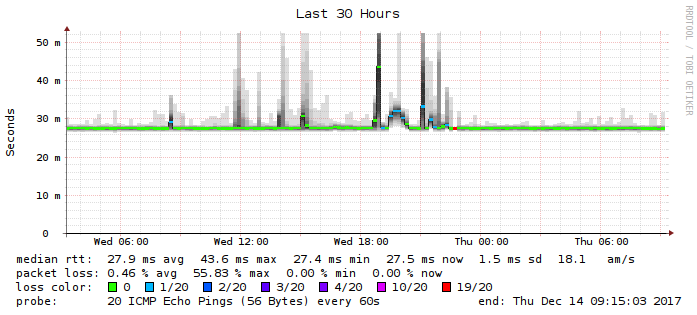 Last 30 Hours
RRDTOOL / TOBI OETIKER
Seconds
50 m
40 m
30 m
20 m
10 m
0
Wed 06:00 Wed 12:00 Wed 18:00 Thu 00:00 Thu 06:00
median rtt: 27.9 ms avg 43.6 ms max 27.4 ms min 27.5 ms now 1.5 ms sd 18.1 am/s
packet loss: 0.46 % avg 55.83 % max 0.00 % min 0.00 % now
loss color: 0 1/20 2/20 3/20 4/20 10/20 19/20
probe: 20 ICMP Echo Pings (56 Bytes) every 60s end: Thu Dec 14 09:15:03 2017